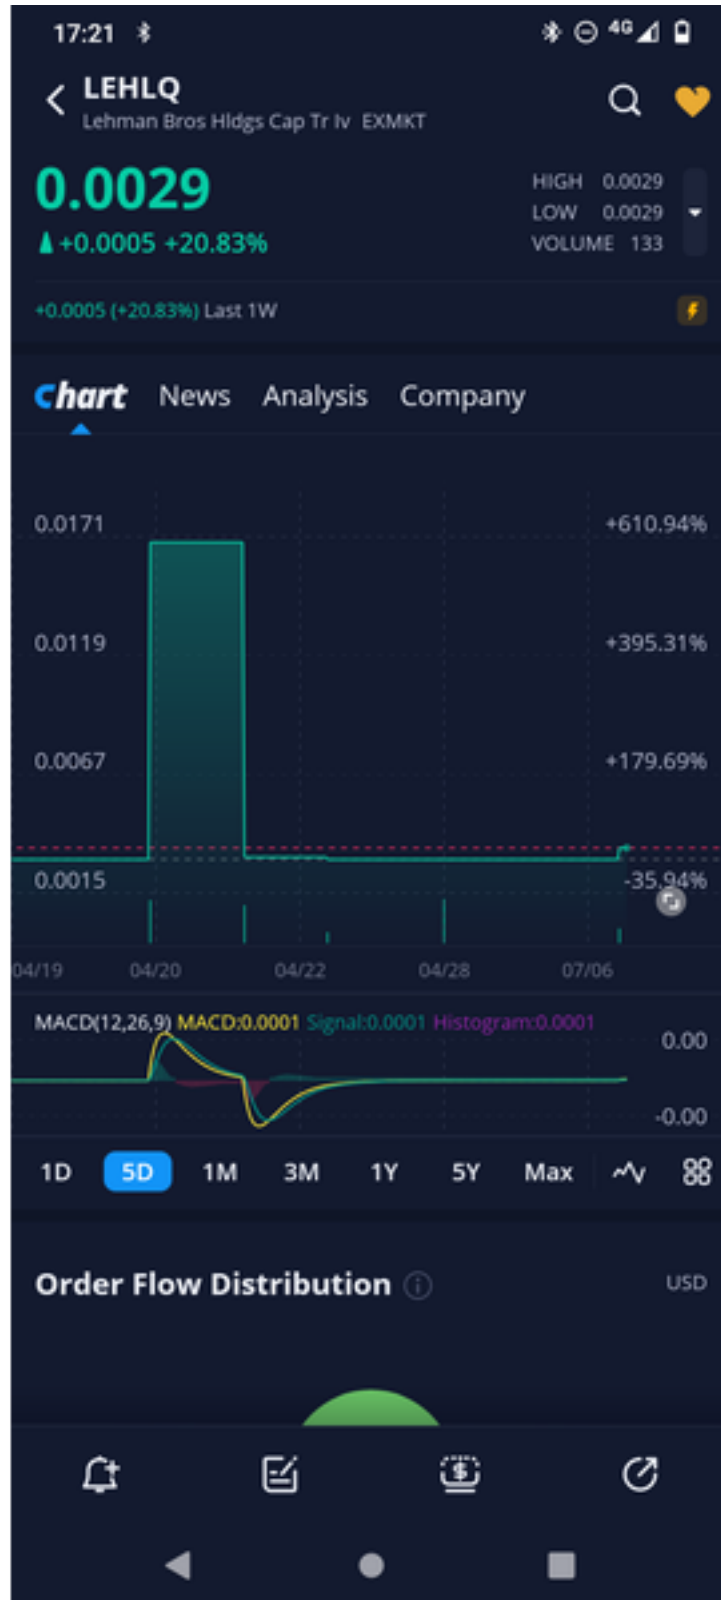 17:21 4G
LEHLQ
Lehman Bros Hldgs Cap Tr Iv EXMKT
0.0029
HIGH 0.0029
LOW 0.0029
VOLUME 133
+0.0005 +20.83%
+0.0005 (+20.83%) Last 1W
Chart News Analysis Company
0.0171 +610.94%
0.0119 +395.31%
0.0067 +179.69%
0.0015 -35.94%
04/19 04/20 04/22 04/28 07/06
MACD(12,26,9) MACD:0.0001 Signal:0.0001 Histogram:0.0001
0.00
-0.00
1D 5D 1M 3M 1Y 5Y Max
Order Flow Distribution USD